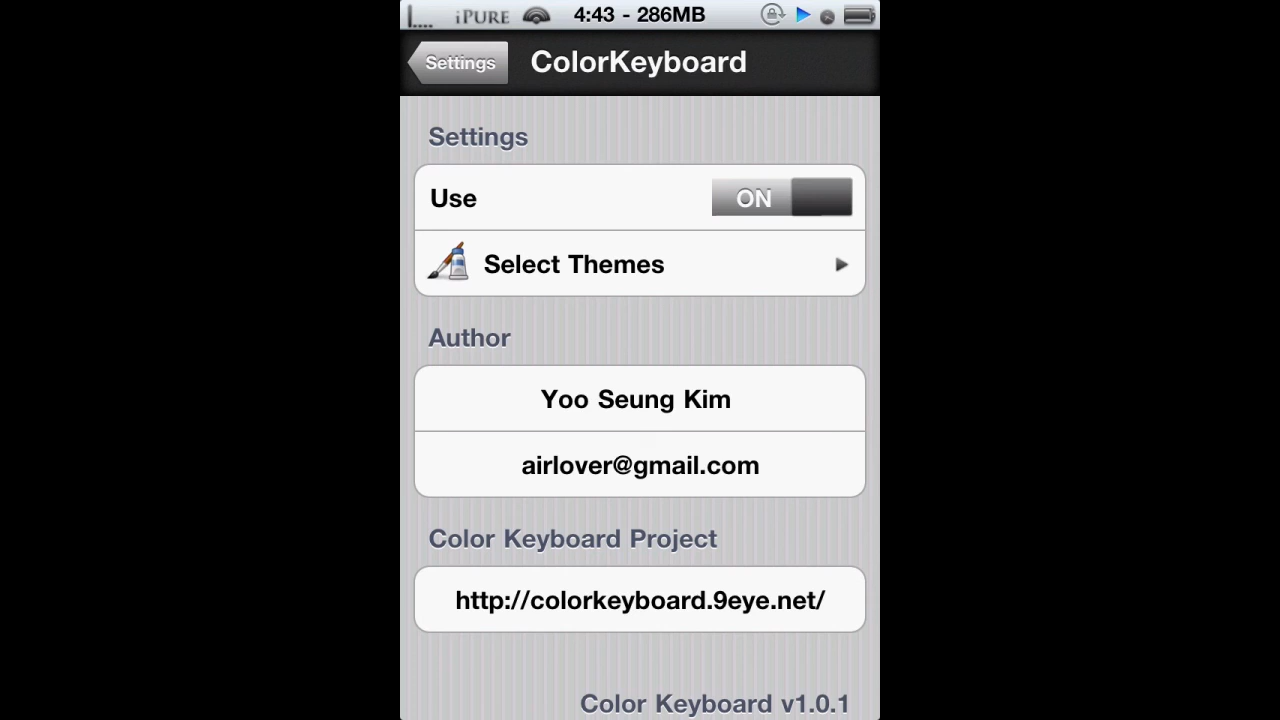 iPURE 4:43 - 286MB
Settings ColorKeyboard
Settings
Use ON
Select Themes
Author
Yoo Seung Kim
airlover@gmail.com
Color Keyboard Project
http://colorkeyboard.9eye.net/
Color Keyboard v1.0.1